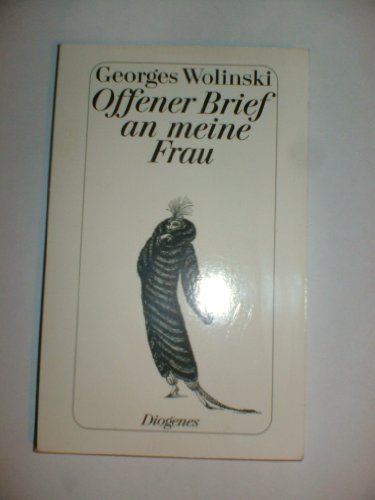 Georges Wolinski
Offener Brief
an meine
Frau
Diogenes